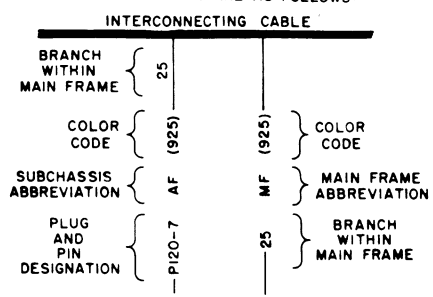 INTERCONNECTING CABLE
BRANCH
WITHIN
MAIN FRAME
25
COLOR
CODE
(925)
(925)
COLOR
CODE
SUBCHASSIS
ABBREVIATION
AF
MF
MAIN FRAME
ABBREVIATION
PLUG
AND
PIN
DESIGNATION
P120-7
25
BRANCH
WITHIN
MAIN FRAME